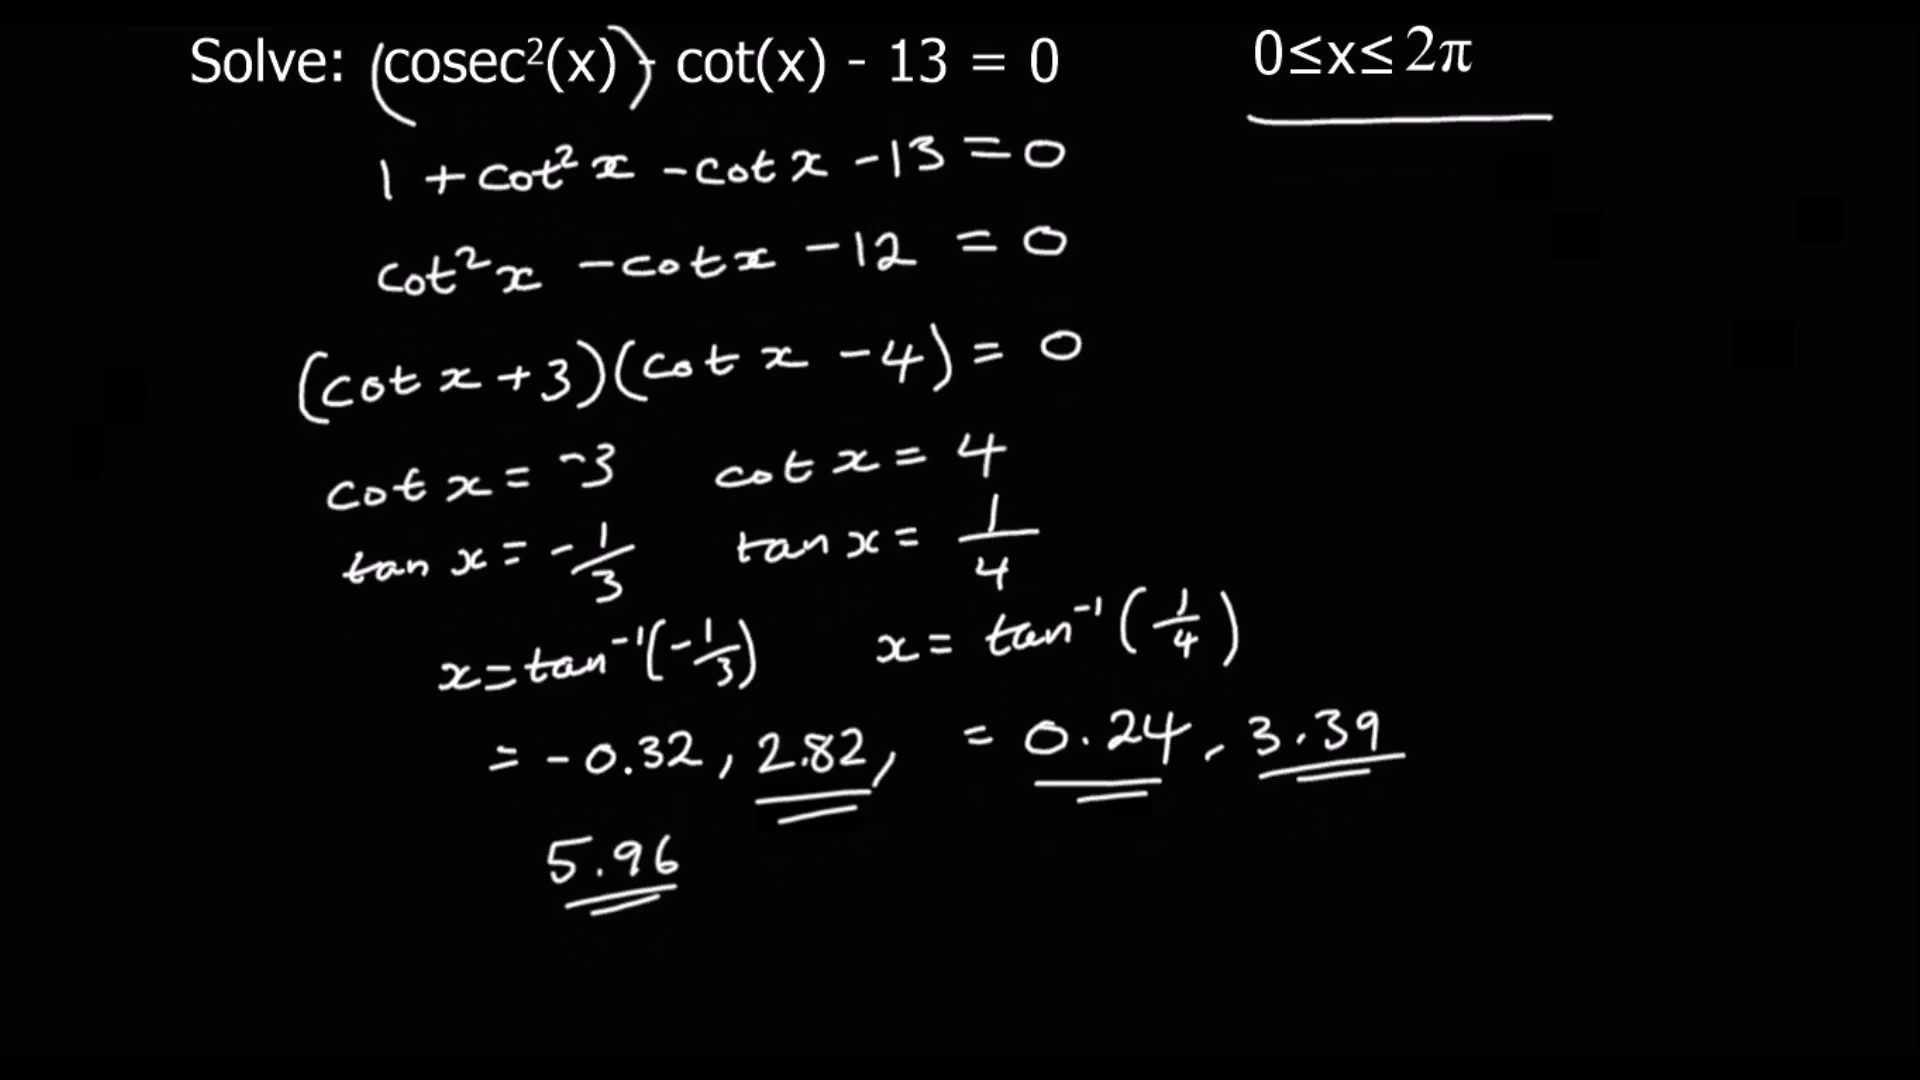 Solve: (cosec²(x)) - cot(x) - 13 = 0 0≤x≤2π
1 + cot²x - cot x - 13 = 0
cot²x - cot x - 12 = 0
(cot x + 3)(cot x - 4) = 0
cot x = -3 cot x = 4
tan x = -1/3 tan x = 1/4
x = tan⁻¹(-1/3) x = tan⁻¹(1/4)
= -0.32, 2.82, = 0.24, 3.39
5.96